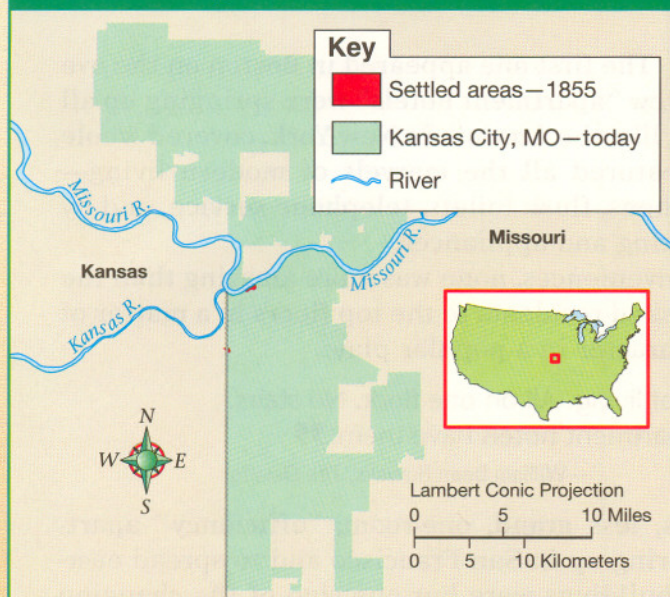 Key
Settled areas—1855
Kansas City, MO—today
River
Missouri R.
Missouri R.
Missouri
Kansas
Kansas R.
N
W E
S
Lambert Conic Projection
0 5 10 Miles
0 5 10 Kilometers